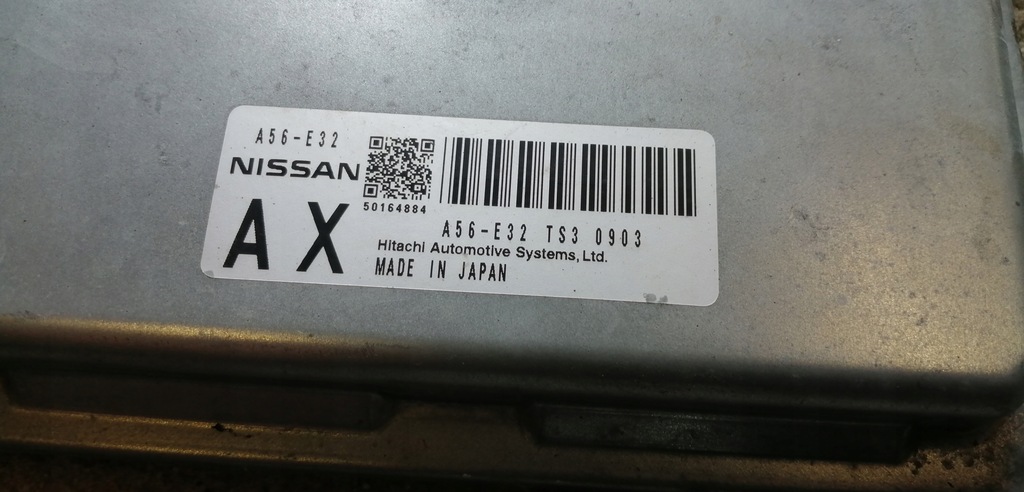 A56-E32
NISSAN
50164884
AX
A56-E32 TS3 0903
Hitachi Automotive Systems, Ltd.
MADE IN JAPAN